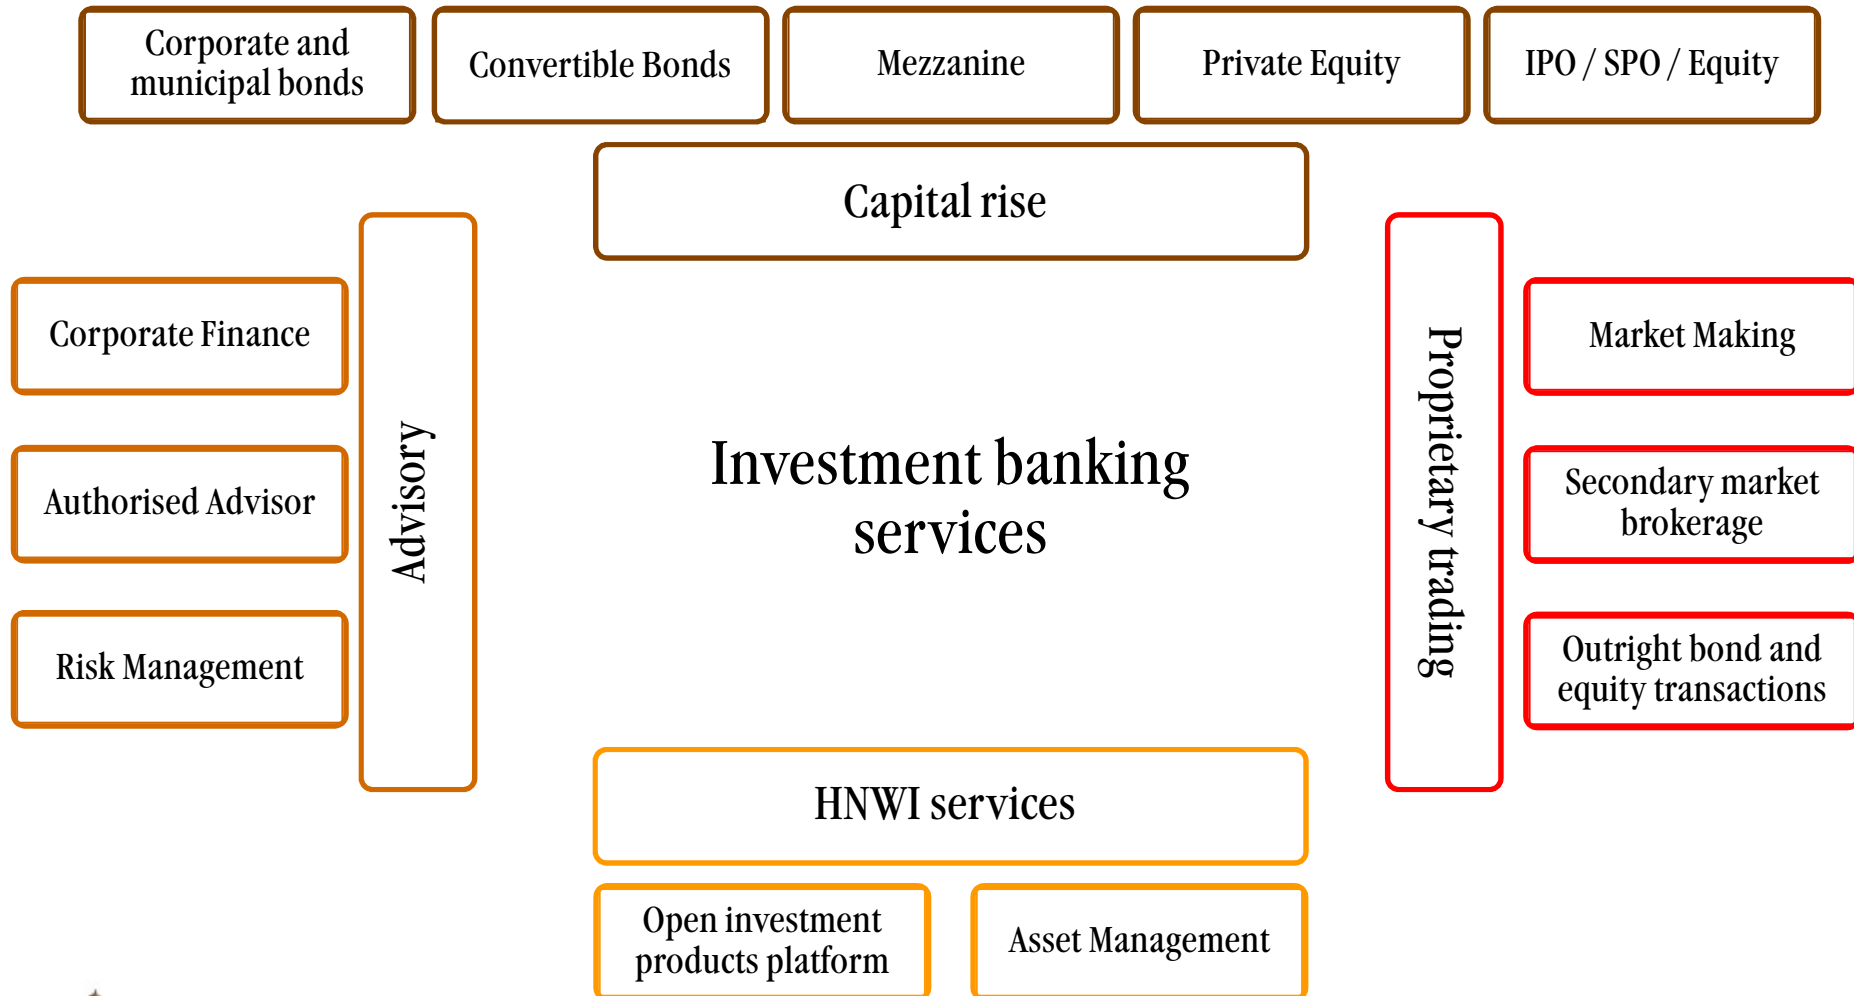 Corporate and
municipal bonds
Convertible Bonds
Mezzanine
Private Equity
IPO / SPO / Equity
Capital rise
Advisory
Corporate Finance
Authorised Advisor
Risk Management
Investment banking
services
Proprietary trading
Market Making
Secondary market
brokerage
Outright bond and
equity transactions
HNWI services
Open investment
products platform
Asset Management